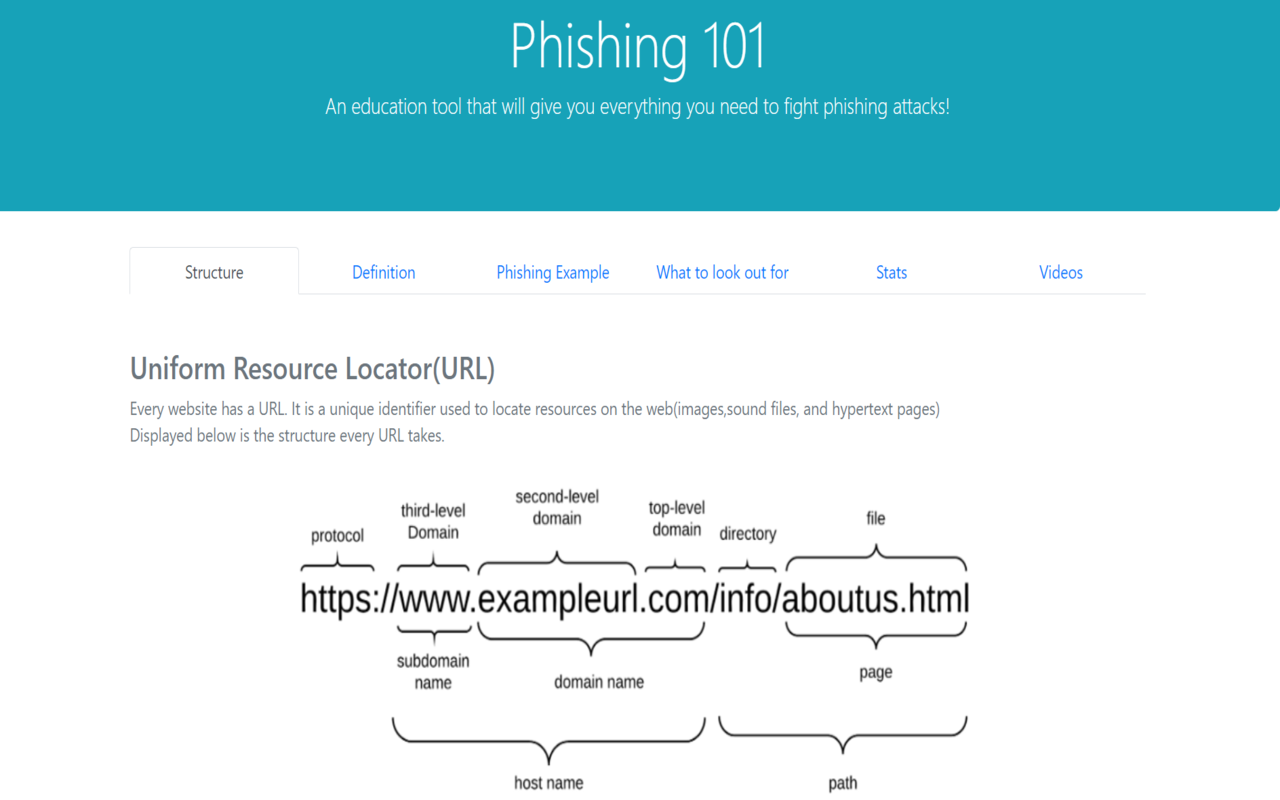 Phishing 101
An education tool that will give you everything you need to fight phishing attacks!
Structure
Definition
Phishing Example
What to look out for
Stats
Videos
Uniform Resource Locator(URL)
Every website has a URL. It is a unique identifier used to locate resources on the web(images,sound files, and hypertext pages)
Displayed below is the structure every URL takes.
protocol
third-level
Domain
second-level
domain
top-level
domain
directory
file
https://www.exampleurl.com/info/aboutus.html
subdomain
name
domain name
page
host name
path